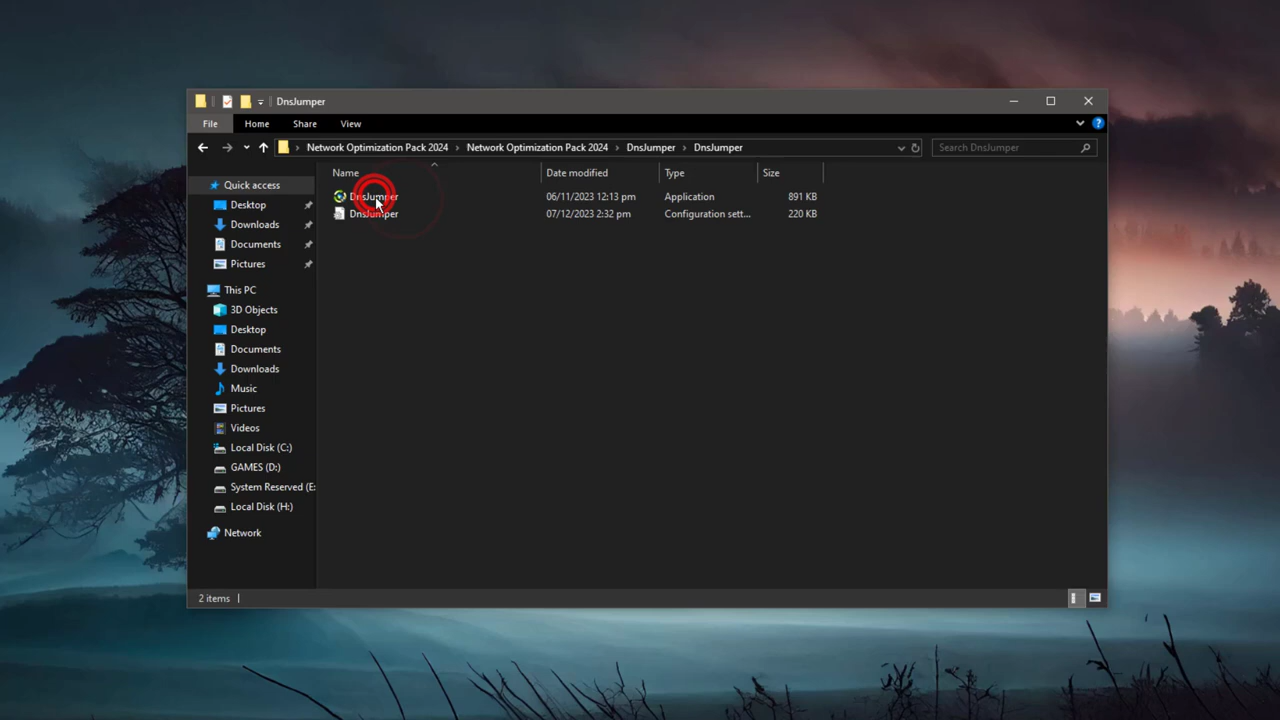 DnsJumper
File Home Share View
Network Optimization Pack 2024 Network Optimization Pack 2024 DnsJumper DnsJumper Search DnsJumper
Name Date modified Type Size
Quick access
Desktop
Downloads
Documents
Pictures
This PC
3D Objects
Desktop
Documents
Downloads
Music
Pictures
Videos
Local Disk (C:)
GAMES (D:)
System Reserved (E:
Local Disk (H:)
Network
DnsJumper 06/11/2023 12:13 pm Application 891 KB
DnsJumper 07/12/2023 2:32 pm Configuration sett... 220 KB
2 items